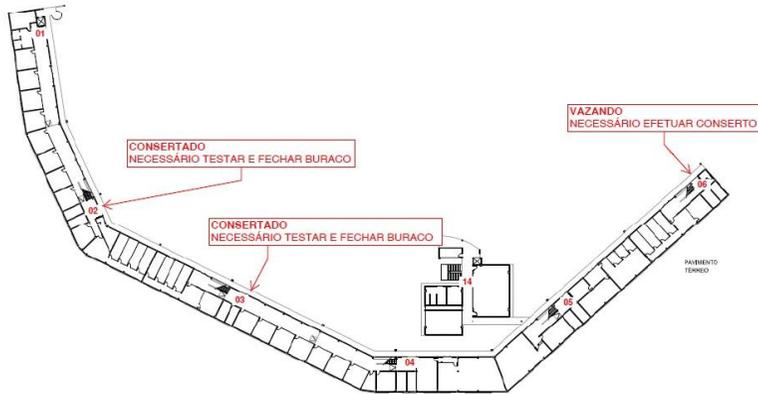 01
VAZANDO
NECESSÁRIO EFETUAR CONSERTO
CONSERTADO
NECESSÁRIO TESTAR E FECHAR BURACO
06
02
CONSERTADO
NECESSÁRIO TESTAR E FECHAR BURACO
PAVIMENTO
TÉRREO
14
03
05
04